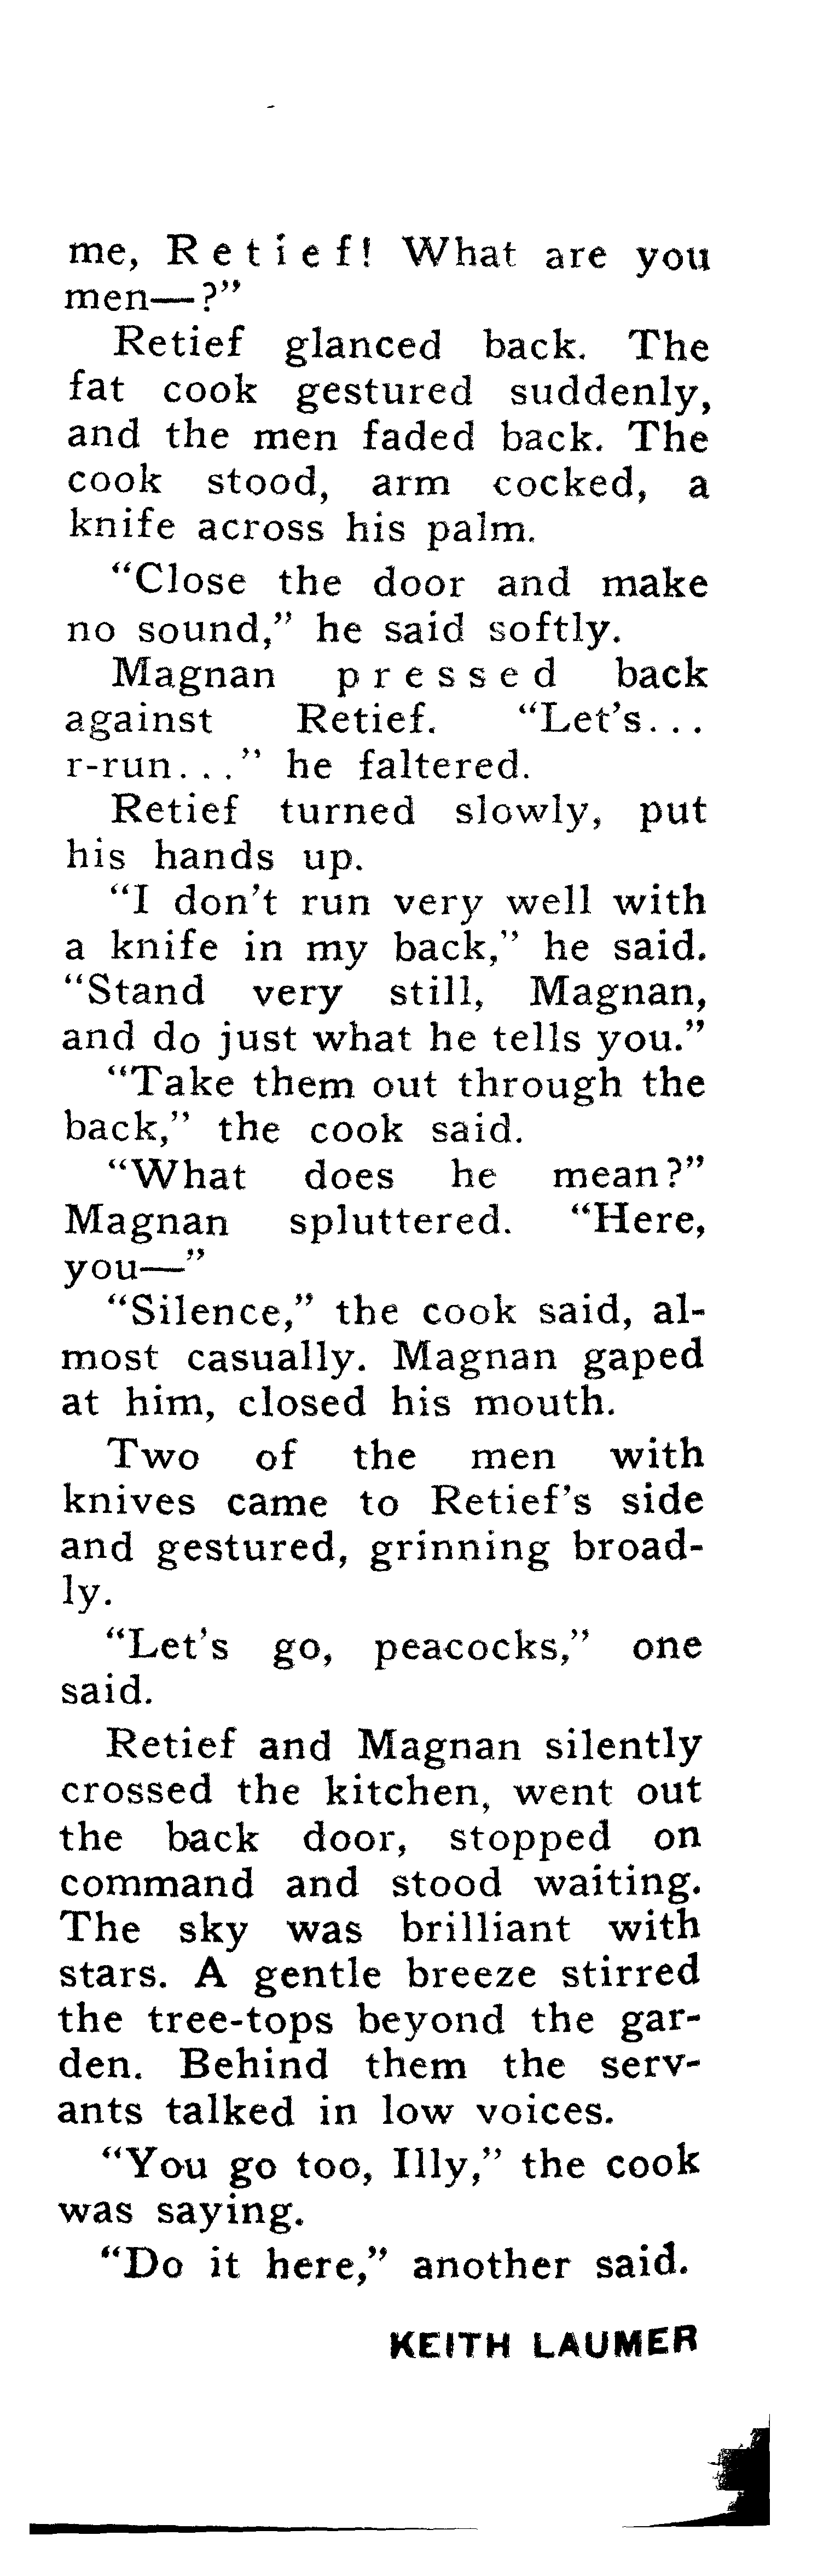 me, Retief! What are you
men—?”
Retief glanced back. The
fat cook gestured suddenly,
and the men faded back. The
cook stood, arm cocked, a
knife across his palm.
“Close the door and make
no sound,” he said softly.
Magnan pressed back
against Retief. “Let’s...
r-run...” he faltered.
Retief turned slowly, put
his hands up.
“I don’t run very well with
a knife in my back,” he said.
“Stand very still, Magnan,
and do just what he tells you.”
“Take them out through the
back,” the cook said.
“What does he mean?”
Magnan spluttered. “Here,
you—”
“Silence,” the cook said, al-
most casually. Magnan gaped
at him, closed his mouth.
Two of the men with
knives came to Retief’s side
and gestured, grinning broad-
ly.
“Let’s go, peacocks,” one
said.
Retief and Magnan silently
crossed the kitchen, went out
the back door, stopped on
command and stood waiting.
The sky was brilliant with
stars. A gentle breeze stirred
the tree-tops beyond the gar-
den. Behind them the serv-
ants talked in low voices.
“You go too, Illy,” the cook
was saying.
“Do it here,” another said.
KEITH LAUMER